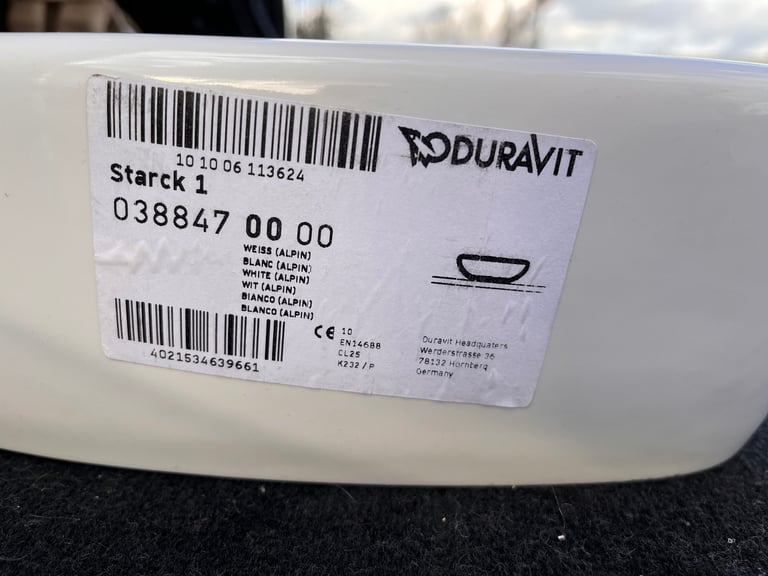 DURAVIT
10 10 06 113624
Starck 1
038847 00 00
WEISS (ALPIN)
BLANC (ALPIN)
WHITE (ALPIN)
WIT (ALPIN)
BIANCO (ALPIN)
BLANCO (ALPIN)
4021534639661
CE 10
EN14688
CL25
K232 / P
Duravit Headquaters
Werderstrasse 36
78132 Hornberg
Germany